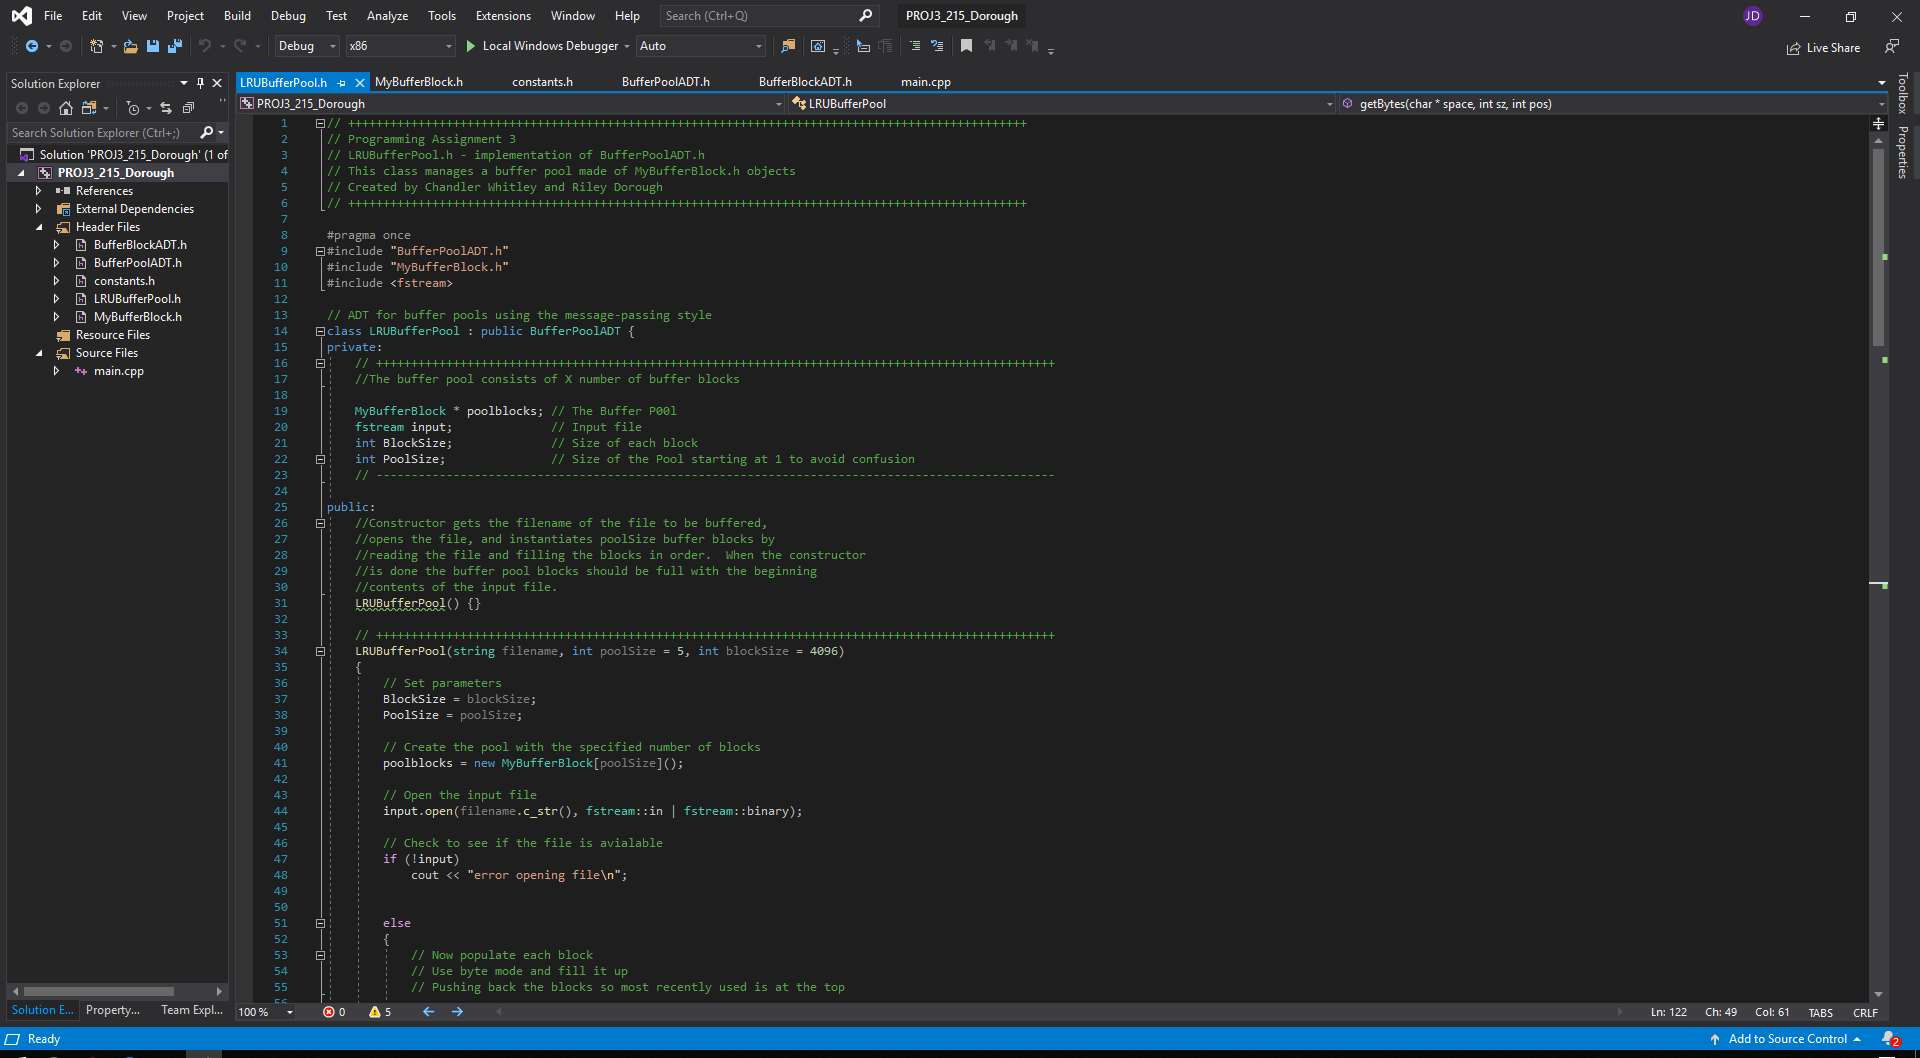 File Edit View Project Build Debug Test Analyze Tools Extensions Window Help Search (Ctrl+Q) PROJ3_215_Dorough JD
Debug x86 Local Windows Debugger Auto Live Share
Solution Explorer
Search Solution Explorer (Ctrl+;)
Solution 'PROJ3_215_Dorough' (1 of
PROJ3_215_Dorough
References
External Dependencies
Header Files
BufferBlockADT.h
BufferPoolADT.h
constants.h
LRUBufferPool.h
MyBufferBlock.h
Resource Files
Source Files
main.cpp
Solution E... Property... Team Expl...
LRUBufferPool.h MyBufferBlock.h constants.h BufferPoolADT.h BufferBlockADT.h main.cpp
PROJ3_215_Dorough LRUBufferPool getBytes(char * space, int sz, int pos)
1 // +++++++++++++++++++++++++++++++++++++++++++++++++++++++++++++++++++++++++++++++++++++++++++++++++
2 // Programming Assignment 3
3 // LRUBufferPool.h - implementation of BufferPoolADT.h
4 // This class manages a buffer pool made of MyBufferBlock.h objects
5 // Created by Chandler Whitley and Riley Dorough
6 // +++++++++++++++++++++++++++++++++++++++++++++++++++++++++++++++++++++++++++++++++++++++++++++++++
7
8 #pragma once
9 #include "BufferPoolADT.h"
10 #include "MyBufferBlock.h"
11 #include <fstream>
12
13 // ADT for buffer pools using the message-passing style
14 class LRUBufferPool : public BufferPoolADT {
15 private:
16 // +++++++++++++++++++++++++++++++++++++++++++++++++++++++++++++++++++++++++++++++++++++++++++++++++
17 //The buffer pool consists of X number of buffer blocks
18
19 MyBufferBlock * poolblocks; // The Buffer P00l
20 fstream input; // Input file
21 int BlockSize; // Size of each block
22 int PoolSize; // Size of the Pool starting at 1 to avoid confusion
23 // -------------------------------------------------------------------------------------------------
24
25 public:
26 //Constructor gets the filename of the file to be buffered,
27 //opens the file, and instantiates poolSize buffer blocks by
28 //reading the file and filling the blocks in order.  When the constructor
29 //is done the buffer pool blocks should be full with the beginning
30 //contents of the input file.
31 LRUBufferPool() {}
32
33 // +++++++++++++++++++++++++++++++++++++++++++++++++++++++++++++++++++++++++++++++++++++++++++++++++
34 LRUBufferPool(string filename, int poolSize = 5, int blockSize = 4096)
35 {
36 // Set parameters
37 BlockSize = blockSize;
38 PoolSize = poolSize;
39
40 // Create the pool with the specified number of blocks
41 poolblocks = new MyBufferBlock[poolSize]();
42
43 // Open the input file
44 input.open(filename.c_str(), fstream::in | fstream::binary);
45
46 // Check to see if the file is avialable
47 if (!input)
48 cout << "error opening file\n";
49
50
51 else
52 {
53 // Now populate each block
54 // Use byte mode and fill it up
55 // Pushing back the blocks so most recently used is at the top
Toolbox
Properties
100 % 0 5 Ln: 122 Ch: 49 Col: 61 TABS CRLF
Ready Add to Source Control 2